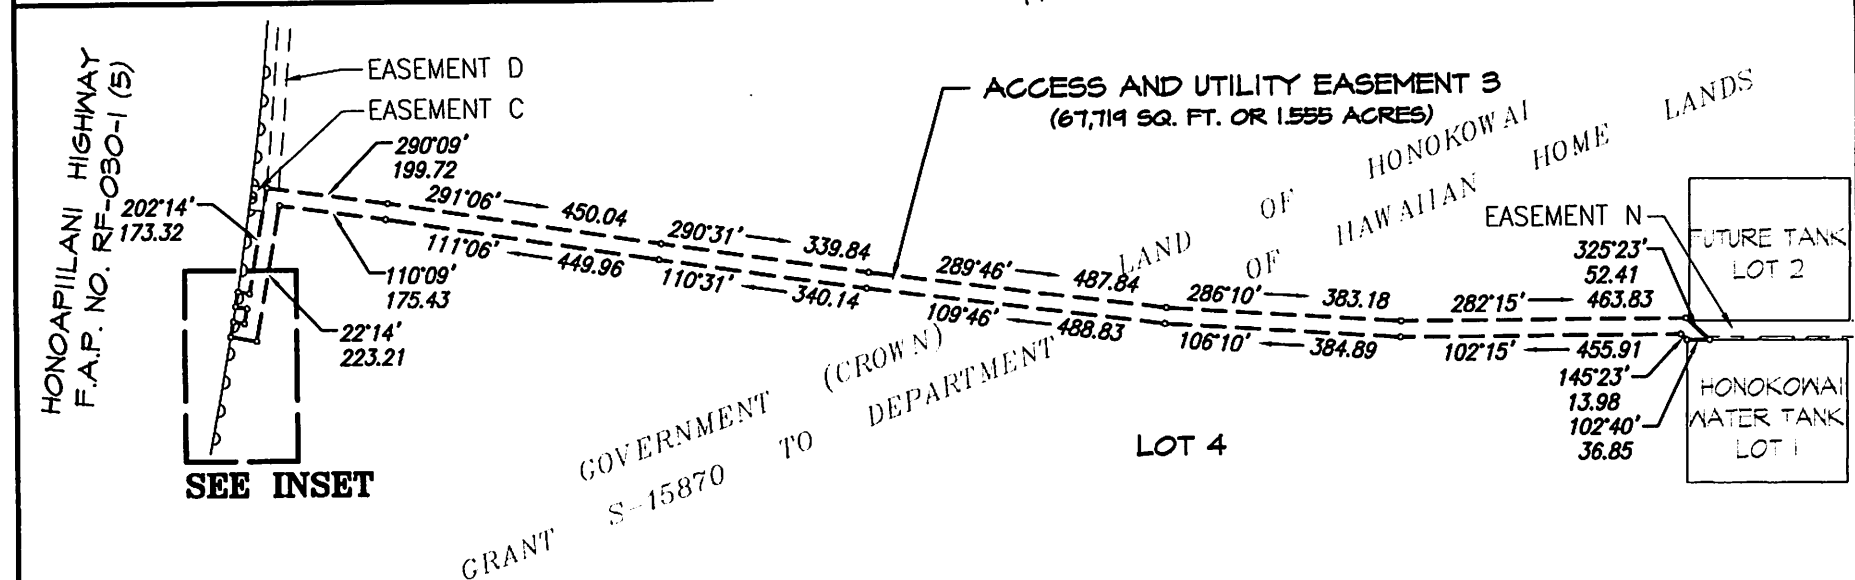 HONOAPIILANI HIGHWAY
F.A.P. NO. RF-030-1 (5)
EASEMENT D
EASEMENT C
290°09'
199.72
202°14'
173.32
291°06' 450.04
111°06' 449.96
110°09'
175.43
22°14'
223.21
SEE INSET
ACCESS AND UTILITY EASEMENT 3
(67,719 SQ. FT. OR 1.555 ACRES)
290°31' 339.84
110°31' 340.14
289°46' 487.84
109°46' 488.83
286°10' 383.18
106°10' 384.89
282°15' 463.83
102°15' 455.91
GOVERNMENT (CROWN) LAND OF HONOKOWAI
GRANT S-15870 TO DEPARTMENT OF HAWAIIAN HOME LANDS
LOT 4
EASEMENT N
325°23'
52.41
145°23'
13.98
102°40'
36.85
FUTURE TANK
LOT 2
HONOKOWAI
WATER TANK
LOT 1